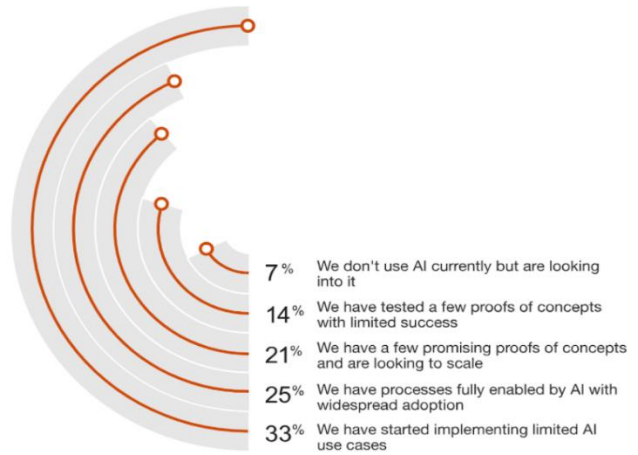 7% We don't use AI currently but are looking
into it
14% We have tested a few proofs of concepts
with limited success
21% We have a few promising proofs of concepts
and are looking to scale
25% We have processes fully enabled by AI with
widespread adoption
33% We have started implementing limited AI
use cases